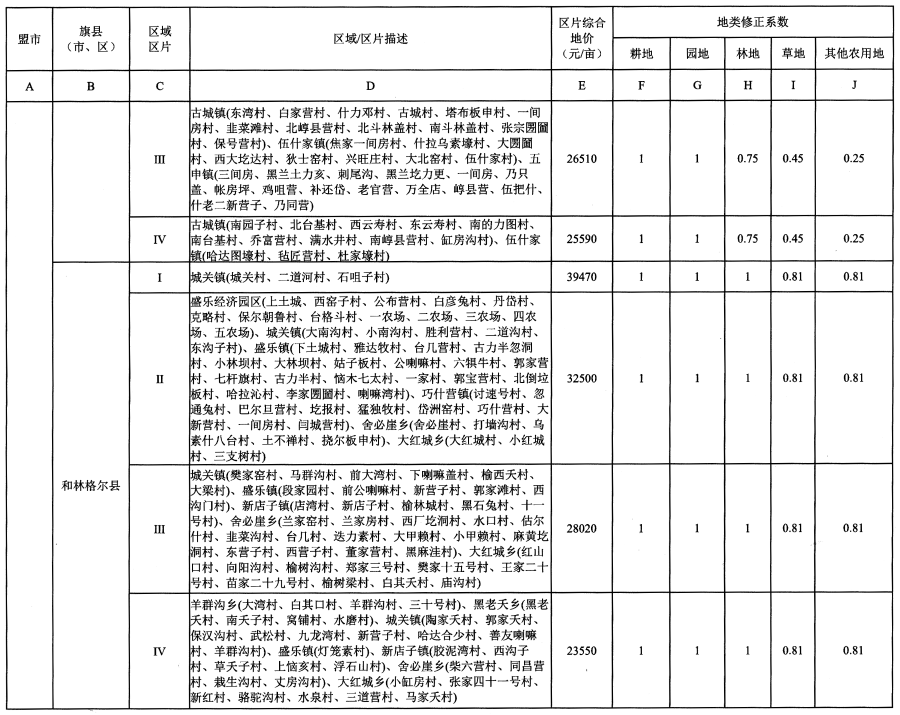 盟市
旗县
(市、区)
区域
区片
区域/区片描述
区片综合
地价
(元/亩)
地类修正系数
耕地
园地
林地
草地
其他农用地
A
B
C
D
E
F
G
H
I
J
III
古城镇(东湾村、白家营村、什力邓村、古城村、塔布板申村、一间
房村、韭菜滩村、北崞县营村、北斗林盖村、南斗林盖村、张宗圐圙
村、保号营村)、伍什家镇(焦家一间房村、什拉乌素壕村、大圐圙
村、西大圪达村、狄士窑村、兴旺庄村、大北窑村、伍什家村)、五
申镇(三间房、黑兰土力亥、刺尾沟、黑兰圪力更、一间房、乃只
盖、帐房坪、鸡咀营、补还岱、老官营、万全店、崞县营、伍把什、
什老二新营子、乃同营)
26510
1
1
0.75
0.45
0.25
IV
古城镇(南园子村、北台基村、西云寿村、东云寿村、南的力图村、
南台基村、乔富营村、满水井村、南崞县营村、缸房沟村)、伍什家
镇(哈达图壕村、毡匠营村、杜家壕村)
25590
1
1
0.75
0.45
0.25
和林格尔县
I
城关镇(城关村、二道河村、石咀子村)
39470
1
1
1
0.81
0.81
II
盛乐经济园区(上土城、西窑子村、公布营村、白彦兔村、丹岱村、
克略村、保尔朝鲁村、台格斗村、一农场、二农场、三农场、四农
场、五农场)、城关镇(大南沟村、小南沟村、胜利营村、二道沟村、
东沟子村)、盛乐镇(下土城村、雅达牧村、台几营村、古力半忽洞
村、小林坝村、大林坝村、姑子板村、公喇嘛村、六犋牛村、郭家营
村、七杆旗村、古力半村、恼木七太村、一家村、郭宝营村、北倒垃
板村、哈拉沁村、李家圐圙村、喇嘛湾村)、巧什营镇(讨速号村、忽
通兔村、巴尔旦营村、圪报村、猛独牧村、岱洲窑村、巧什营村、大
新营村、一间房村、闫城营村)、舍必崖乡(舍必崖村、打墙沟村、乌
素什八台村、土不禅村、挠尔板申村)、大红城乡(大红城村、小红城
村、三支树村)
32500
1
1
1
0.81
0.81
III
城关镇(樊家窑村、马群沟村、前大湾村、下喇嘛盖村、榆西夭村、
大梁村)、盛乐镇(段家园村、前公喇嘛村、新营子村、郭家滩村、西
沟门村)、新店子镇(店湾村、新店子村、榆林城村、黑石兔村、十一
号村)、舍必崖乡(兰家窑村、兰家房村、西厂圪洞村、水口村、估尔
什村、韭菜沟村、台几村、迭力素村、大甲赖村、小甲赖村、麻黄圪
洞村、东营子村、西营子村、董家营村、黑麻洼村)、大红城乡(红山
口村、向阳沟村、榆树沟村、郑家三号村、樊家十五号村、王家二十
号村、苗家二十九号村、榆树梁村、白其夭村、庙沟村)
28020
1
1
1
0.81
0.81
IV
羊群沟乡(大湾村、白其口村、羊群沟村、三十号村)、黑老夭乡(黑老
夭村、南夭子村、窝铺村、水磨村)、城关镇(陶家夭村、郭家夭村、
保汉沟村、武松村、九龙湾村、新营子村、哈达合少村、善友喇嘛
村、羊群沟村)、盛乐镇(灯笼素村)、新店子镇(胶泥湾村、西沟子
村、草夭子村、上恼亥村、浮石山村)、舍必崖乡(柴六营村、同昌营
村、栽生沟村、丈房沟村)、大红城乡(小缸房村、张家四十一号村、
新红村、骆驼沟村、水泉村、三道营村、马家夭村)
23550
1
1
1
0.81
0.81